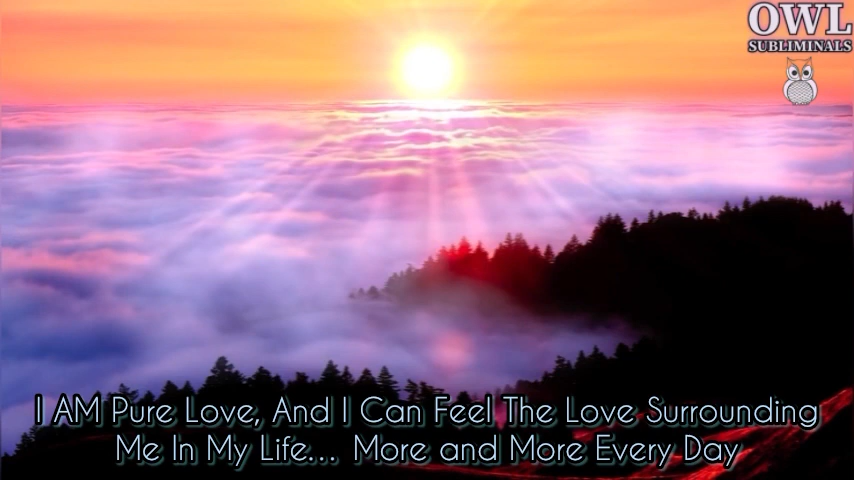 OWL
SUBLIMINALS
I AM Pure Love, And I Can Feel The Love Surrounding
Me In My Life... More and More Every Day